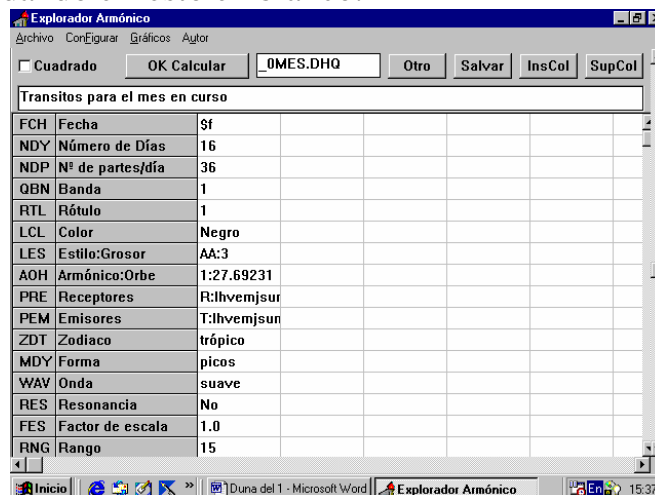 Explorador Armónico
Archivo ConFigurar Gráficos Autor
Cuadrado OK Calcular _0MES.DHQ Otro Salvar InsCol SupCol
Transitos para el mes en curso
FCH Fecha $f
NDY Número de Días 16
NDP Nº de partes/día 36
QBN Banda 1
RTL Rótulo 1
LCL Color Negro
LES Estilo:Grosor AA:3
AOH Armónico:Orbe 1:27.69231
PRE Receptores R:lhvemjsur
PEM Emisores T:lhvemjsun
ZDT Zodiaco trópico
MDY Forma picos
WAV Onda suave
RES Resonancia No
FES Factor de escala 1.0
RNG Rango 15
Inicio » Duna del 1 - Microsoft Word Explorador Armónico En 15:37